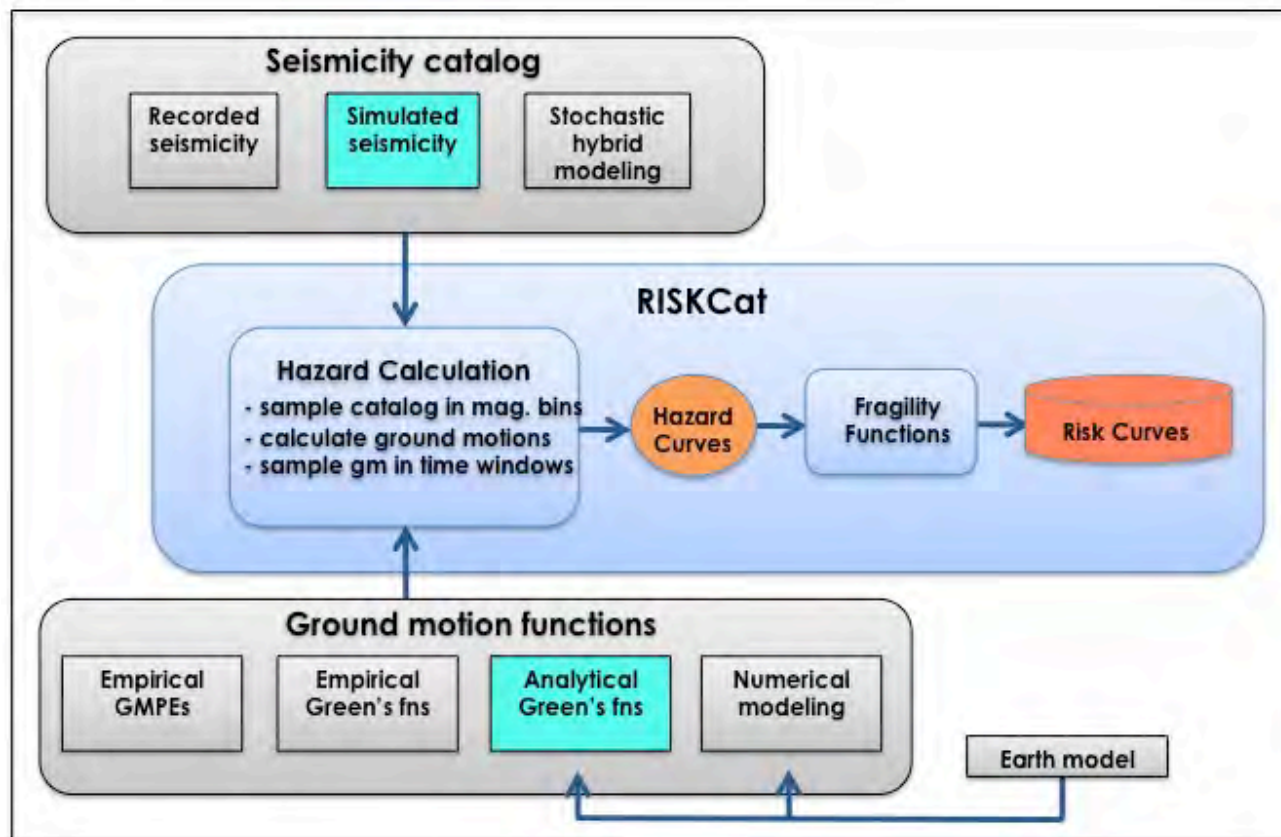 Seismicity catalog
Recorded
seismicity
Simulated
seismicity
Stochastic
hybrid
modeling
RISKCat
Hazard Calculation
- sample catalog in mag. bins
- calculate ground motions
- sample gm in time windows
Hazard
Curves
Fragility
Functions
Risk Curves
Ground motion functions
Empirical
GMPEs
Empirical
Green's fns
Analytical
Green's fns
Numerical
modeling
Earth model